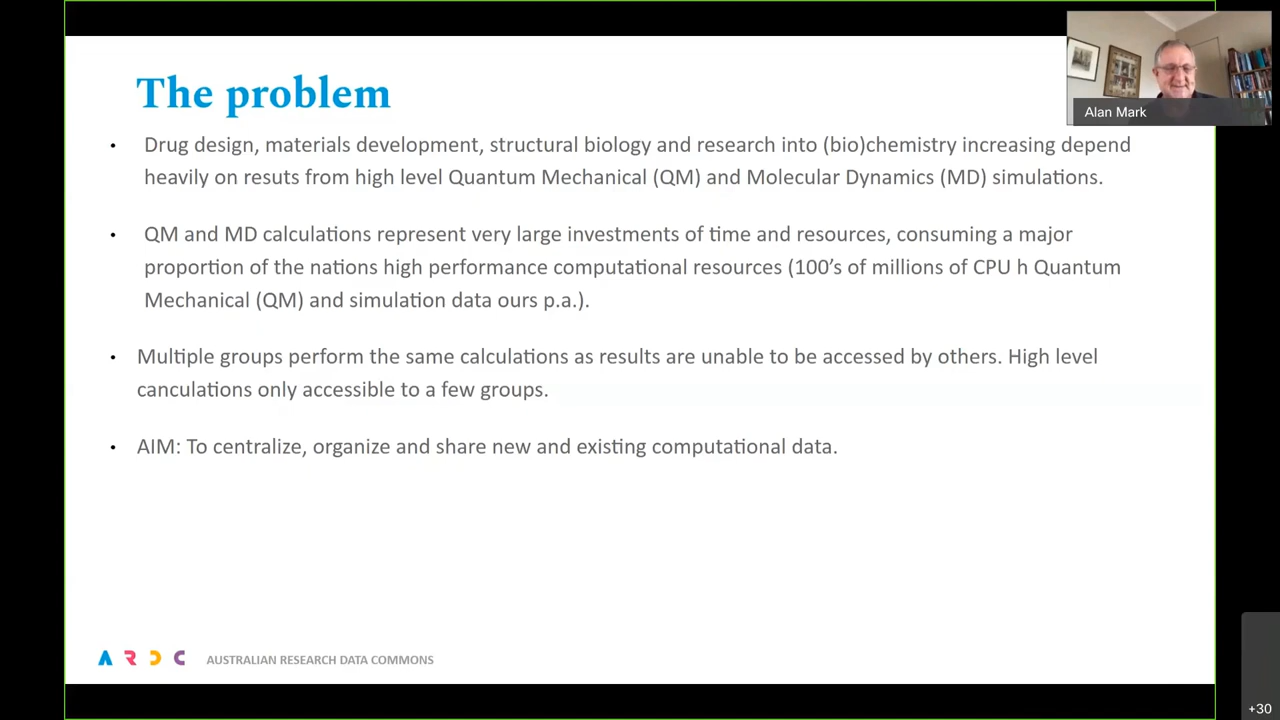 The problem
Alan Mark
• Drug design, materials development, structural biology and research into (bio)chemistry increasing depend
heavily on resuts from high level Quantum Mechanical (QM) and Molecular Dynamics (MD) simulations.
• QM and MD calculations represent very large investments of time and resources, consuming a major
proportion of the nations high performance computational resources (100’s of millions of CPU h Quantum
Mechanical (QM) and simulation data ours p.a.).
• Multiple groups perform the same calculations as results are unable to be accessed by others. High level
canculations only accessible to a few groups.
• AIM: To centralize, organize and share new and existing computational data.
ARDC AUSTRALIAN RESEARCH DATA COMMONS
+30